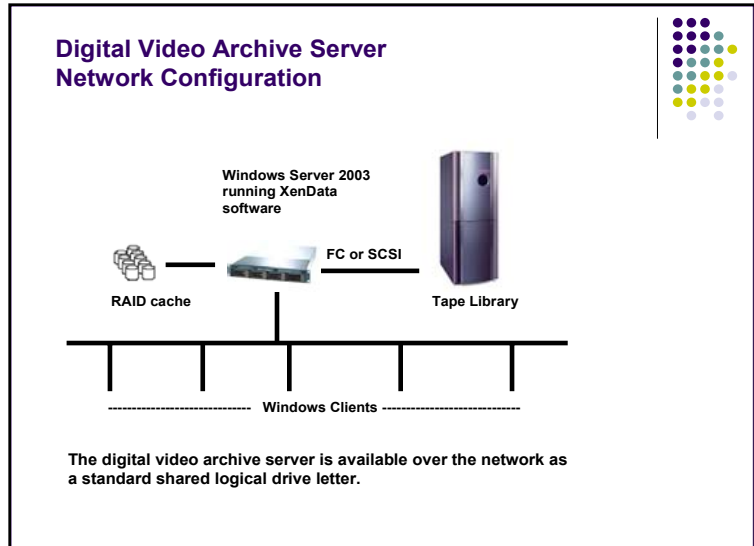 Digital Video Archive Server
Network Configuration
Windows Server 2003
running XenData
software
FC or SCSI
RAID cache
Tape Library
------------------------------ Windows Clients -----------------------------
The digital video archive server is available over the network as
a standard shared logical drive letter.